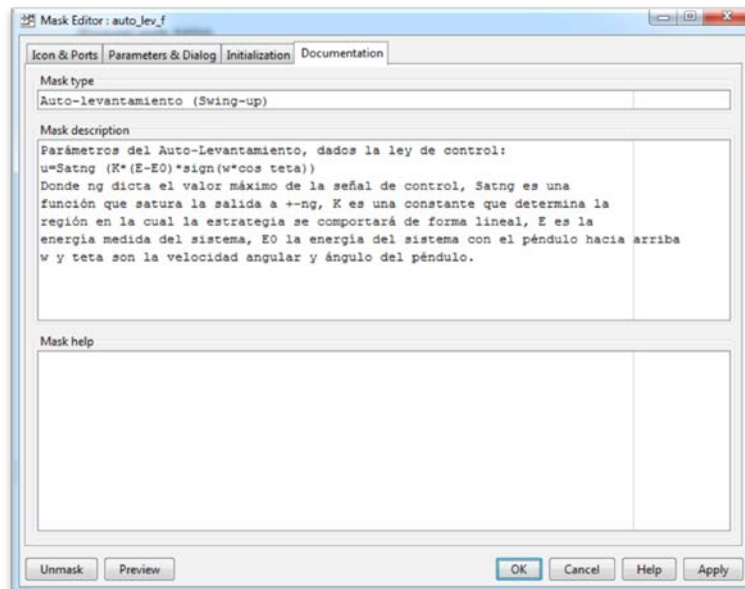 Mask Editor : auto_lev_f
Icon & Ports Parameters & Dialog Initialization Documentation
Mask type
Auto-levantamiento (Swing-up)
Mask description
Parámetros del Auto-Levantamiento, dados la ley de control:
u=Satng (K*(E-E0)*sign(w*cos teta))
Donde ng dicta el valor máximo de la señal de control, Satng es una
función que satura la salida a +-ng, K es una constante que determina la
región en la cual la estrategia se comportará de forma lineal, E es la
energía medida del sistema, E0 la energía del sistema con el péndulo hacia arriba
w y teta son la velocidad angular y ángulo del péndulo.
Mask help
Unmask Preview OK Cancel Help Apply